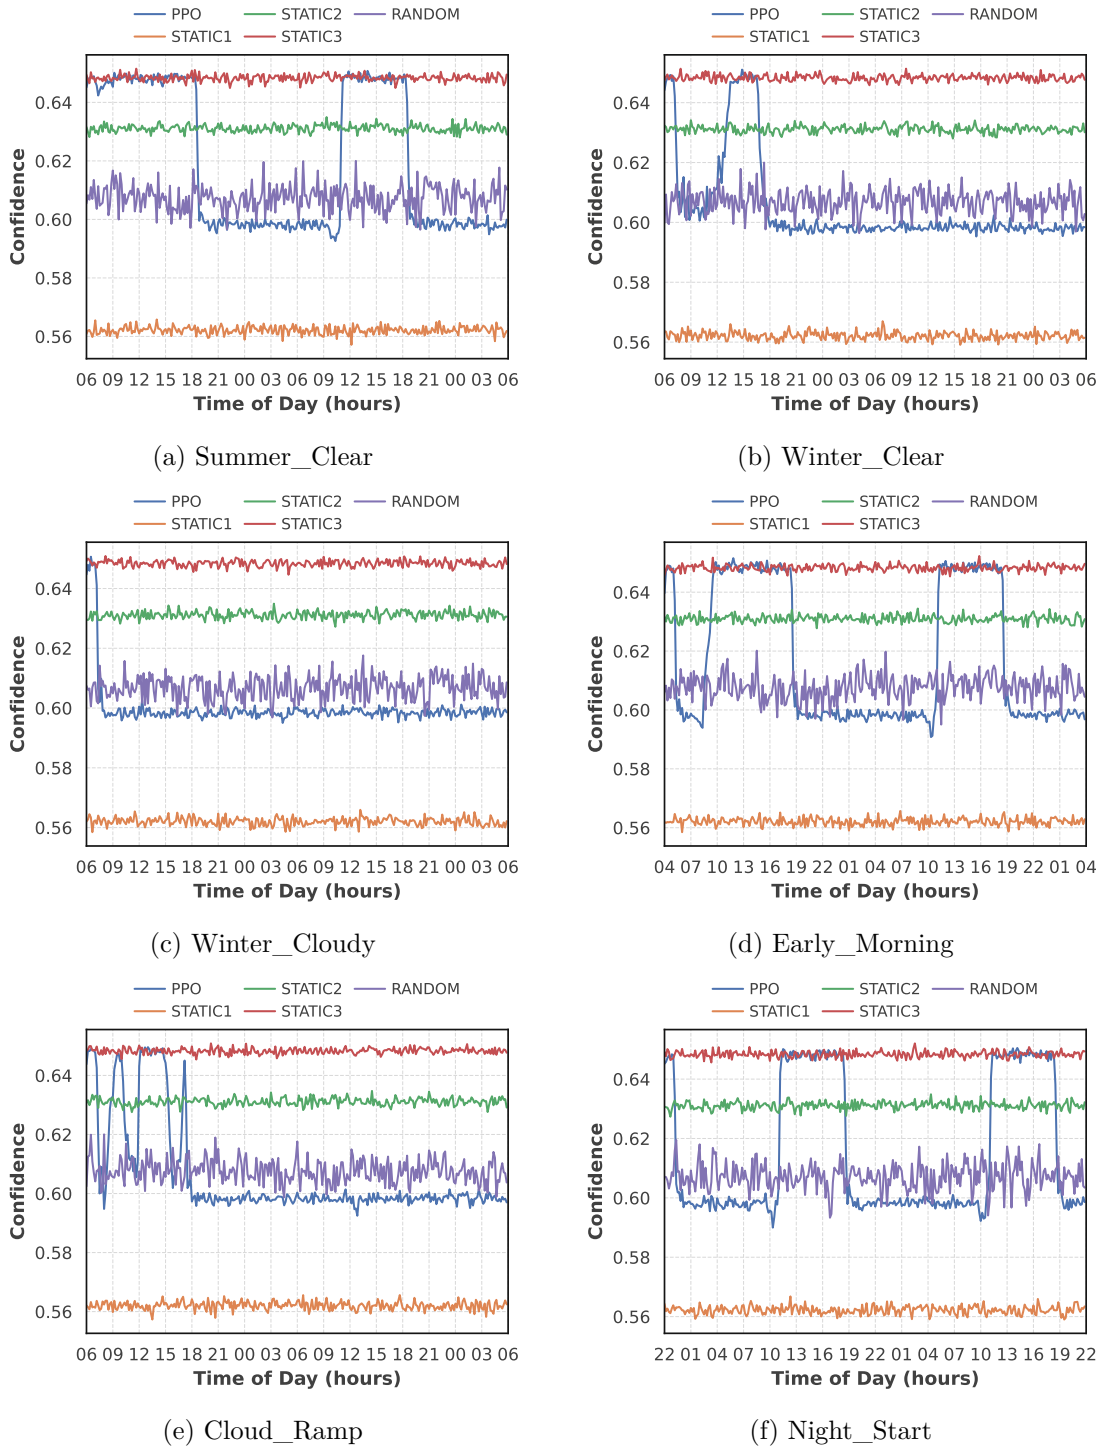 PPO STATIC2 RANDOM
STATIC1 STATIC3
0.64
0.62
0.60
0.58
0.56
Confidence
06 09 12 15 18 21 00 03 06 09 12 15 18 21 00 03 06
Time of Day (hours)
(a) Summer_Clear
PPO STATIC2 RANDOM
STATIC1 STATIC3
0.64
0.62
0.60
0.58
0.56
Confidence
06 09 12 15 18 21 00 03 06 09 12 15 18 21 00 03 06
Time of Day (hours)
(b) Winter_Clear
PPO STATIC2 RANDOM
STATIC1 STATIC3
0.64
0.62
0.60
0.58
0.56
Confidence
06 09 12 15 18 21 00 03 06 09 12 15 18 21 00 03 06
Time of Day (hours)
(c) Winter_Cloudy
PPO STATIC2 RANDOM
STATIC1 STATIC3
0.64
0.62
0.60
0.58
0.56
Confidence
04 07 10 13 16 19 22 01 04 07 10 13 16 19 22 01 04
Time of Day (hours)
(d) Early_Morning
PPO STATIC2 RANDOM
STATIC1 STATIC3
0.64
0.62
0.60
0.58
0.56
Confidence
06 09 12 15 18 21 00 03 06 09 12 15 18 21 00 03 06
Time of Day (hours)
(e) Cloud_Ramp
PPO STATIC2 RANDOM
STATIC1 STATIC3
0.64
0.62
0.60
0.58
0.56
Confidence
22 01 04 07 10 13 16 19 22 01 04 07 10 13 16 19 22
Time of Day (hours)
(f) Night_Start